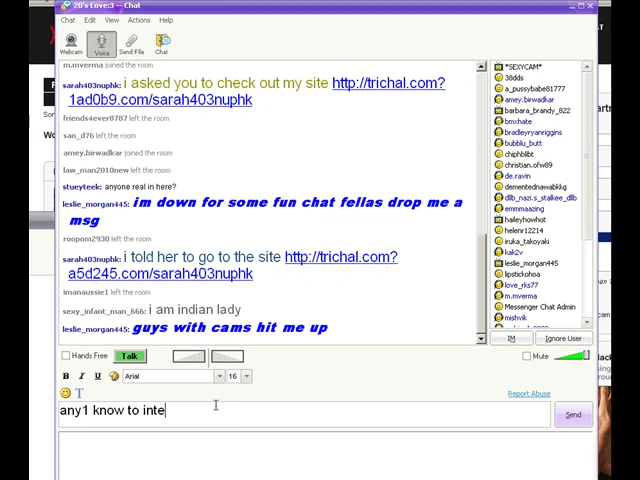 20'sLove:3 -- Chat
Chat Edit View Actions Help
Webcam Voice Send File Chat
m.mverma joined the room
sarah403nuphk: i asked you to check out my site http://trichal.com?
1ad0b9.com/sarah403nuphk
friends4ever8787 left the room
san_d76 left the room
amey.birwadkar joined the room
law_man2010new left the room
stueyteek: anyone real in here?
leslie_morgan445: im down for some fun chat fellas drop me a
msg
roopom2930 left the room
sarah403nuphk: i told her to go to the site http://trichal.com?
a5d245.com/sarah403nuphk
imanaussie1 left the room
sexy_infant_man_666: i am indian lady
leslie_morgan445: guys with cams hit me up
*SEXYCAM*
38dds
a_pussybabe81777
amey.birwadkar
barbara_brandy_822
bmxhate
bradleyryanriggins
bubblu_butt
chiphblibt
christian.ofw89
de.ravin
dementednawabkkg
dllb_nazi.s_stalkee_dllb
emmmaazing
haileyhowhot
helenr12214
iruka_takoyaki
kak2v
leslie_morgan445
lipstickohoa
love_rks77
m.mverma
Messenger Chat Admin
mishvik
IM Ignore User
Hands Free Talk Mute
B I U Arial 16
T Report Abuse
any1 know to inte
Send